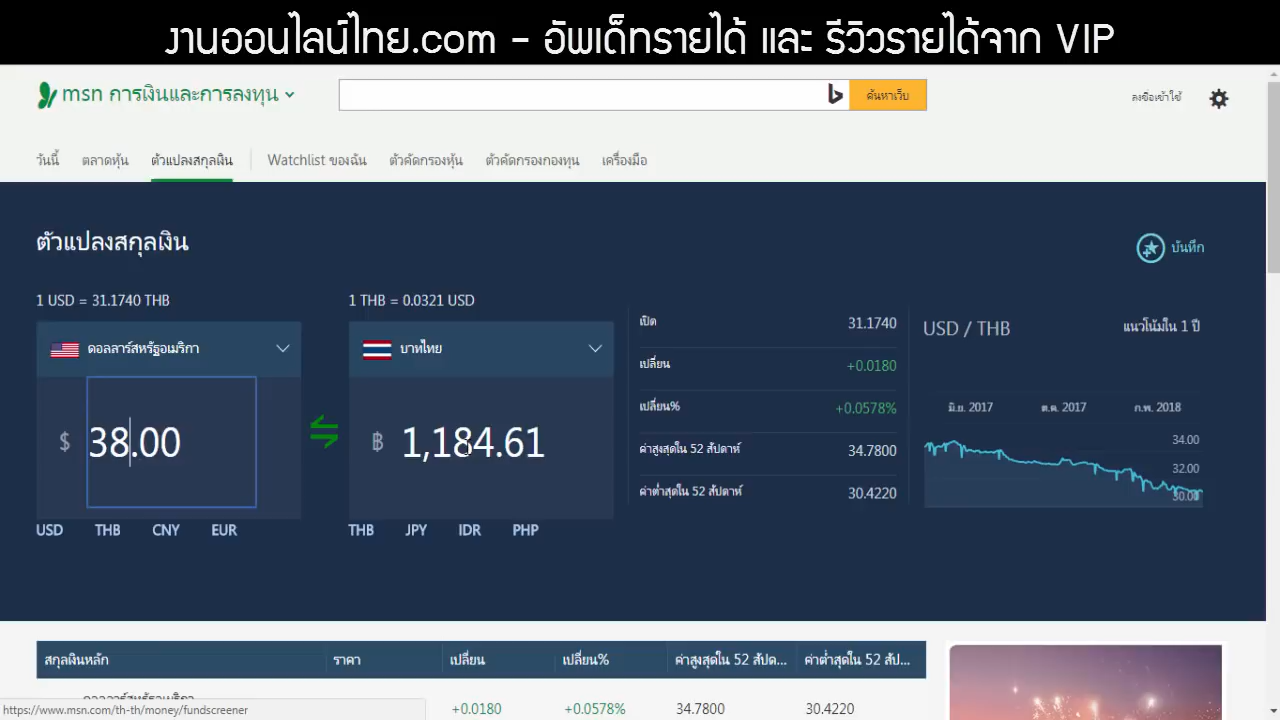 งานออนไลน์ไทย.com - อัพเด็ทรายได้ และ รีวิวรายได้จาก VIP
msn การเงินและการลงทุน
ค้นหาเว็บ
ลงชื่อเข้าใช้
วันนี้ ตลาดหุ้น ตัวแปลงสกุลเงิน Watchlist ของฉัน ตัวคัดกรองหุ้น ตัวคัดกรองกองทุน เครื่องมือ
ตัวแปลงสกุลเงิน
บันทึก
1 USD = 31.1740 THB
1 THB = 0.0321 USD
ดอลลาร์สหรัฐอเมริกา
บาทไทย
$ 38.00
฿ 1,184.61
USD THB CNY EUR
THB JPY IDR PHP
เปิด 31.1740
เปลี่ยน +0.0180
เปลี่ยน% +0.0578%
ค่าสูงสุดใน 52 สัปดาห์ 34.7800
ค่าต่ำสุดใน 52 สัปดาห์ 30.4220
USD / THB แนวโน้มใน 1 ปี
มิ.ย. 2017 ต.ค. 2017 ก.พ. 2018
34.00
32.00
30.00
สกุลเงินหลัก ราคา เปลี่ยน เปลี่ยน% ค่าสูงสุดใน 52 สัปด... ค่าต่ำสุดใน 52 สัป...
ดอลลาร์สหรัฐอเมริกา
+0.0180 +0.0578% 34.7800 30.4220
https://www.msn.com/th-th/money/fundscreener